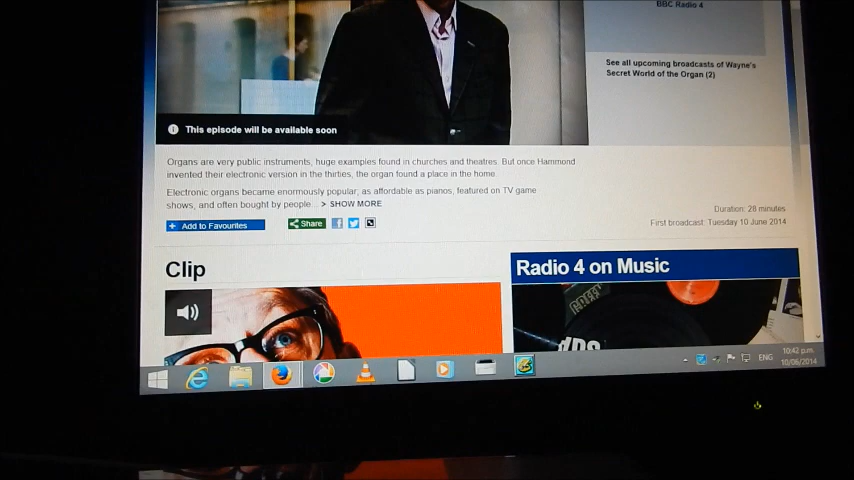 BBC Radio 4
See all upcoming broadcasts of Wayne's
Secret World of the Organ (2)
This episode will be available soon
Organs are very public instruments, huge examples found in churches and theatres. But once Hammond
invented their electronic version in the thirties, the organ found a place in the home.
Electronic organs became enormously popular; as affordable as pianos, featured on TV game
shows, and often bought by people... > SHOW MORE
Duration: 28 minutes
First broadcast: Tuesday 10 June 2014
+ Add to Favourites
Share
Clip
Radio 4 on Music
GREEN
ENG
10:42 p.m.
10/06/2014